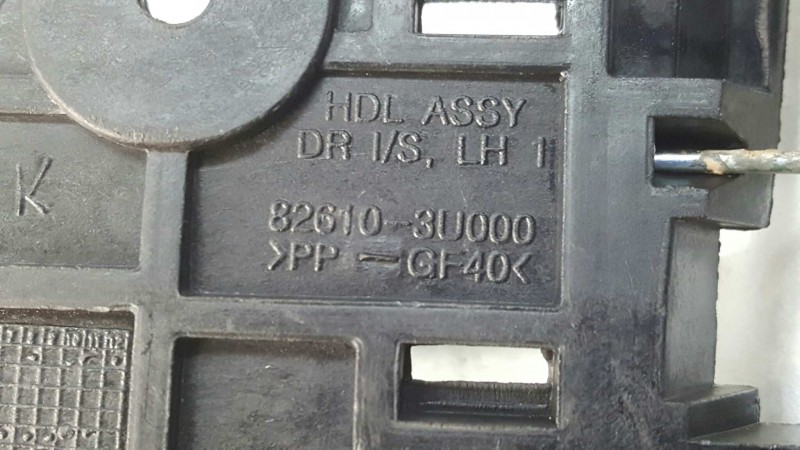 HDL ASSY
DR I/S, LH 1
K
82610-3U000
>PP-GF40<